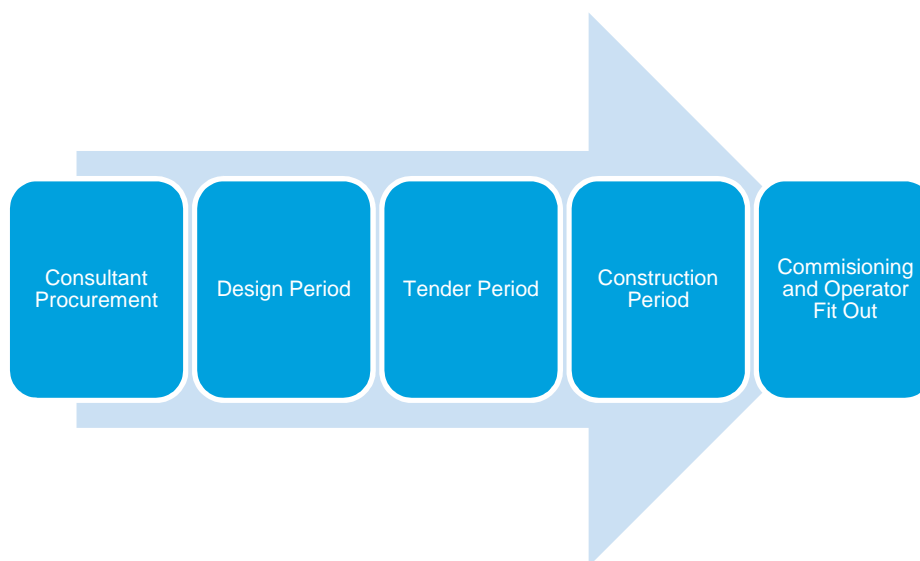 Consultant
Procurement
Design Period
Tender Period
Construction
Period
Commisioning
and Operator
Fit Out